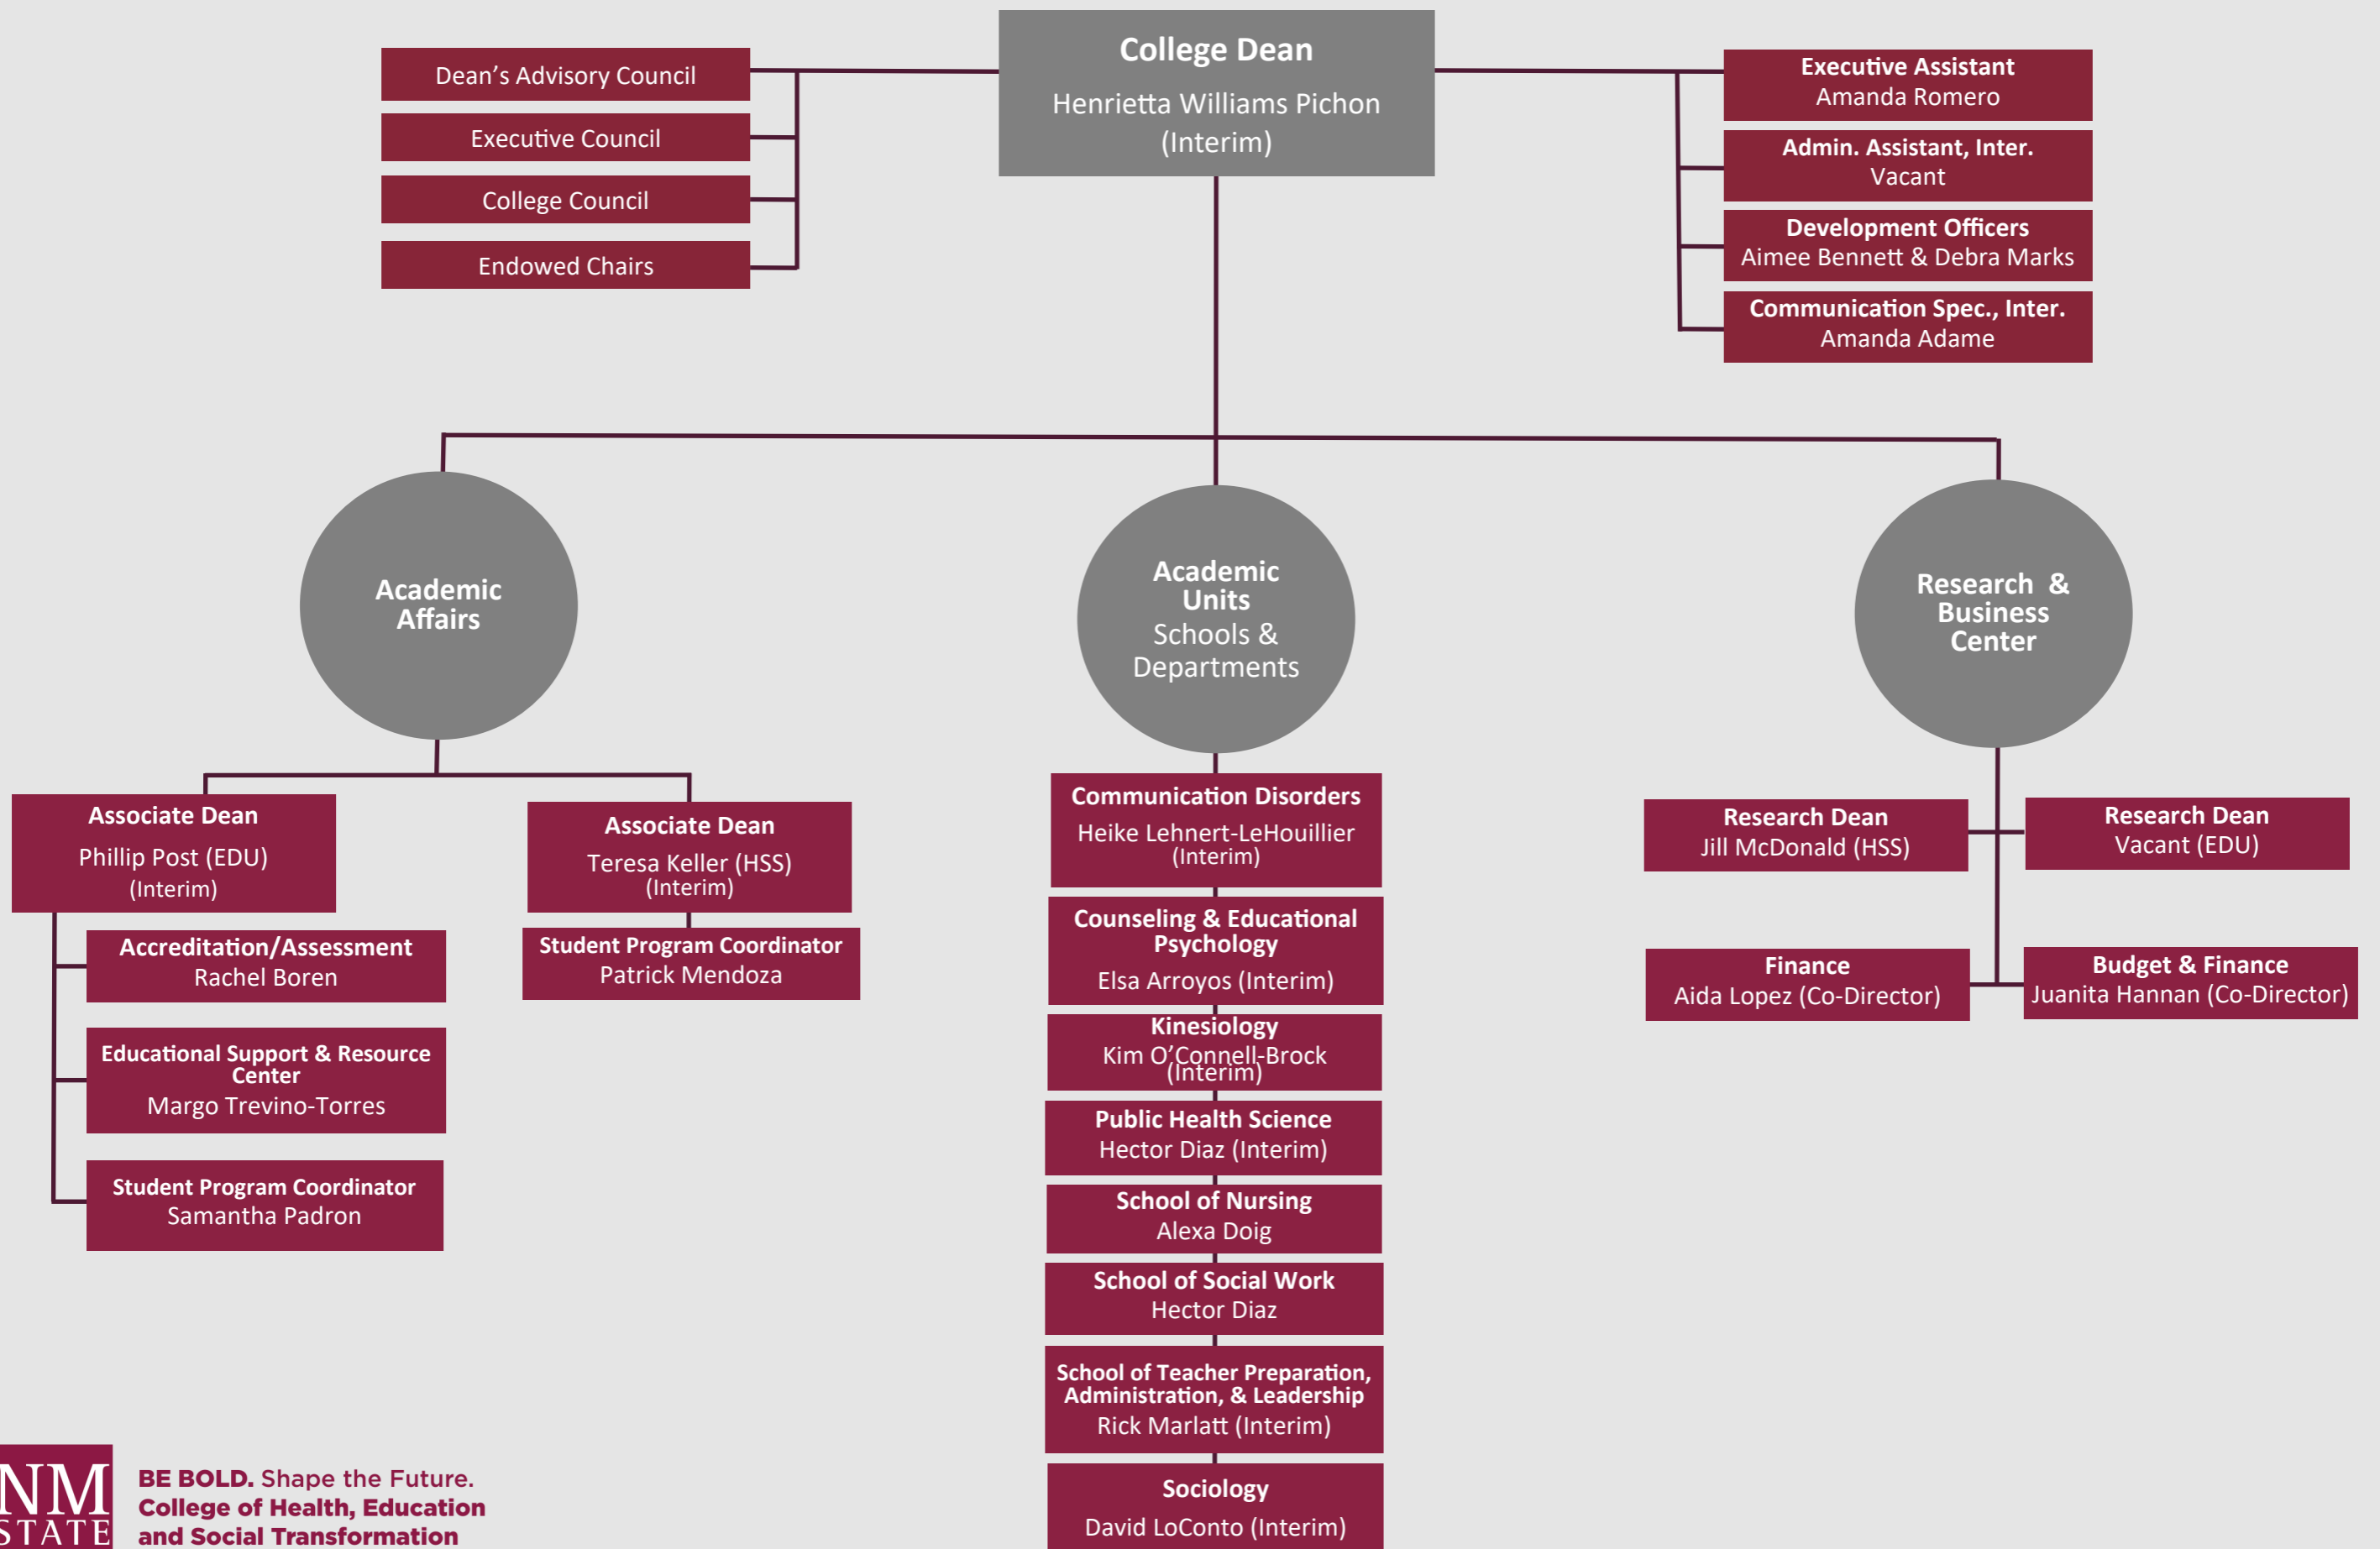 College Dean
Henrietta Williams Pichon
(Interim)
Dean’s Advisory Council
Executive Council
College Council
Endowed Chairs
Executive Assistant
Amanda Romero
Admin. Assistant, Inter.
Vacant
Development Officers
Aimee Bennett & Debra Marks
Communication Spec., Inter.
Amanda Adame
Academic
Affairs
Associate Dean
Phillip Post (EDU)
(Interim)
Accreditation/Assessment
Rachel Boren
Educational Support & Resource
Center
Margo Trevino-Torres
Student Program Coordinator
Samantha Padron
Associate Dean
Teresa Keller (HSS)
(Interim)
Student Program Coordinator
Patrick Mendoza
Academic
Units
Schools &
Departments
Communication Disorders
Heike Lehnert-LeHouillier
(Interim)
Counseling & Educational
Psychology
Elsa Arroyos (Interim)
Kinesiology
Kim O’Connell-Brock
(Interim)
Public Health Science
Hector Diaz (Interim)
School of Nursing
Alexa Doig
School of Social Work
Hector Diaz
School of Teacher Preparation,
Administration, & Leadership
Rick Marlatt (Interim)
Sociology
David LoConto (Interim)
Research &
Business
Center
Research Dean
Jill McDonald (HSS)
Research Dean
Vacant (EDU)
Finance
Aida Lopez (Co-Director)
Budget & Finance
Juanita Hannan (Co-Director)
NM
STATE
BE BOLD. Shape the Future.
College of Health, Education
and Social Transformation